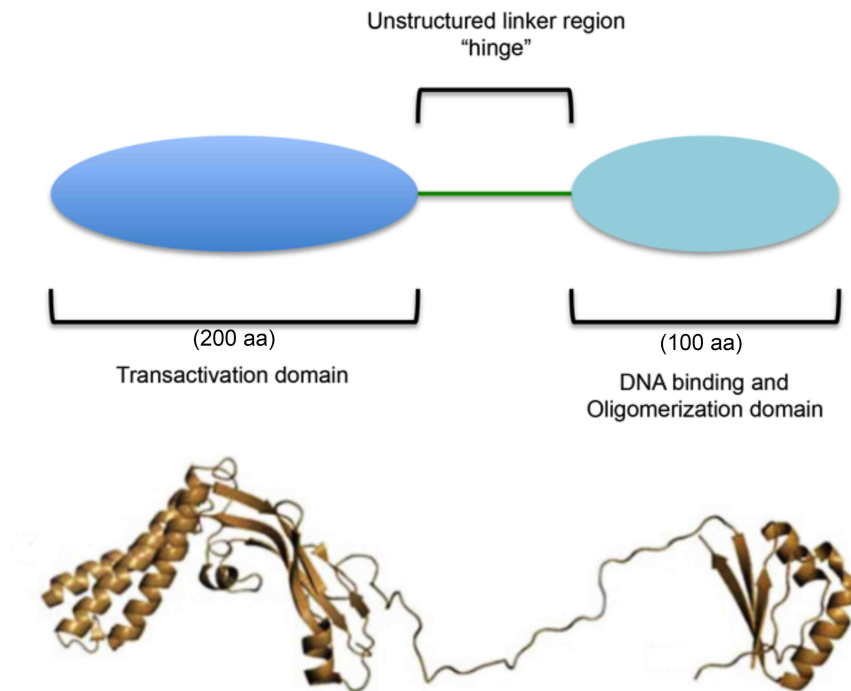 Unstructured linker region
“hinge”
(200 aa)
(100 aa)
Transactivation domain
DNA binding and
Oligomerization domain